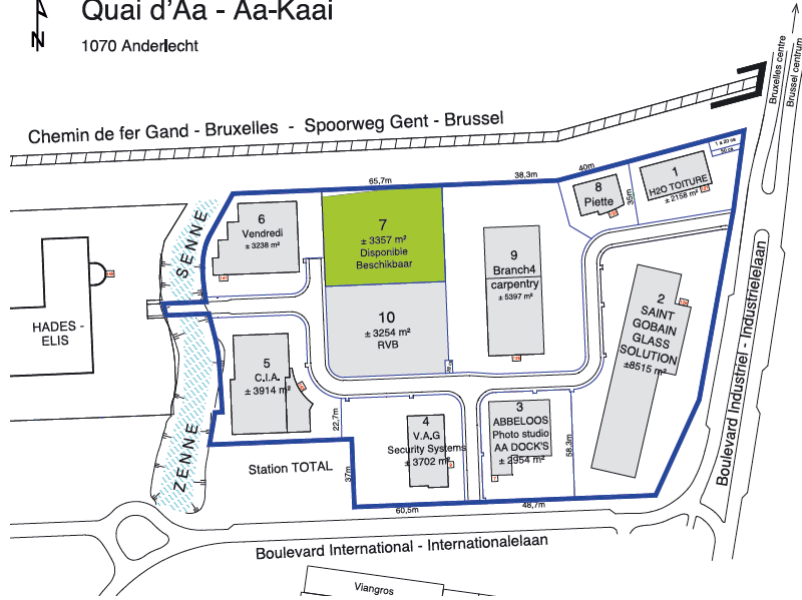 Quai d'Aa - Aa-Kaai
N
1070 Anderlecht
Bruxelles centre
Brussel centrum
Chemin de fer Gand - Bruxelles - Spoorweg Gent - Brussel
65,7m
38,3m
40m
35m
1
H2O TOITURE
± 2158 m²
8
Piette
6
Vendredi
± 3238 m²
7
± 3357 m²
Disponible
Beschikbaar
9
Branch4
carpentry
± 5397 m²
SENNE
HADES -
ELIS
10
± 3254 m²
RVB
2
SAINT
GOBAIN
GLASS
SOLUTION
±8515 m²
5
C.I.A.
± 3914 m²
22,7m
4
V.A.G
Security Systems
± 3702 m²
3
ABBELOOS
Photo studio
AA DOCK'S
± 2954 m²
58,3m
ZENNE
Station TOTAL
37m
60,5m
48,7m
Boulevard Industriel - Industrielelaan
Boulevard International - Internationalelaan
Viangros